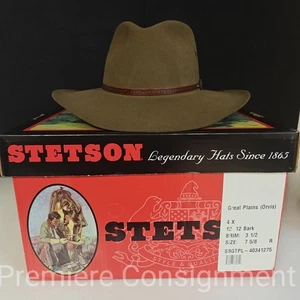 STETSON Legendary Hats Since 1865
Great Plains (Orvis)
4 X
12 Bark
BRIM: 3 1/2
SIZE: 7 5/8 R
STETS
Premiere Consignment